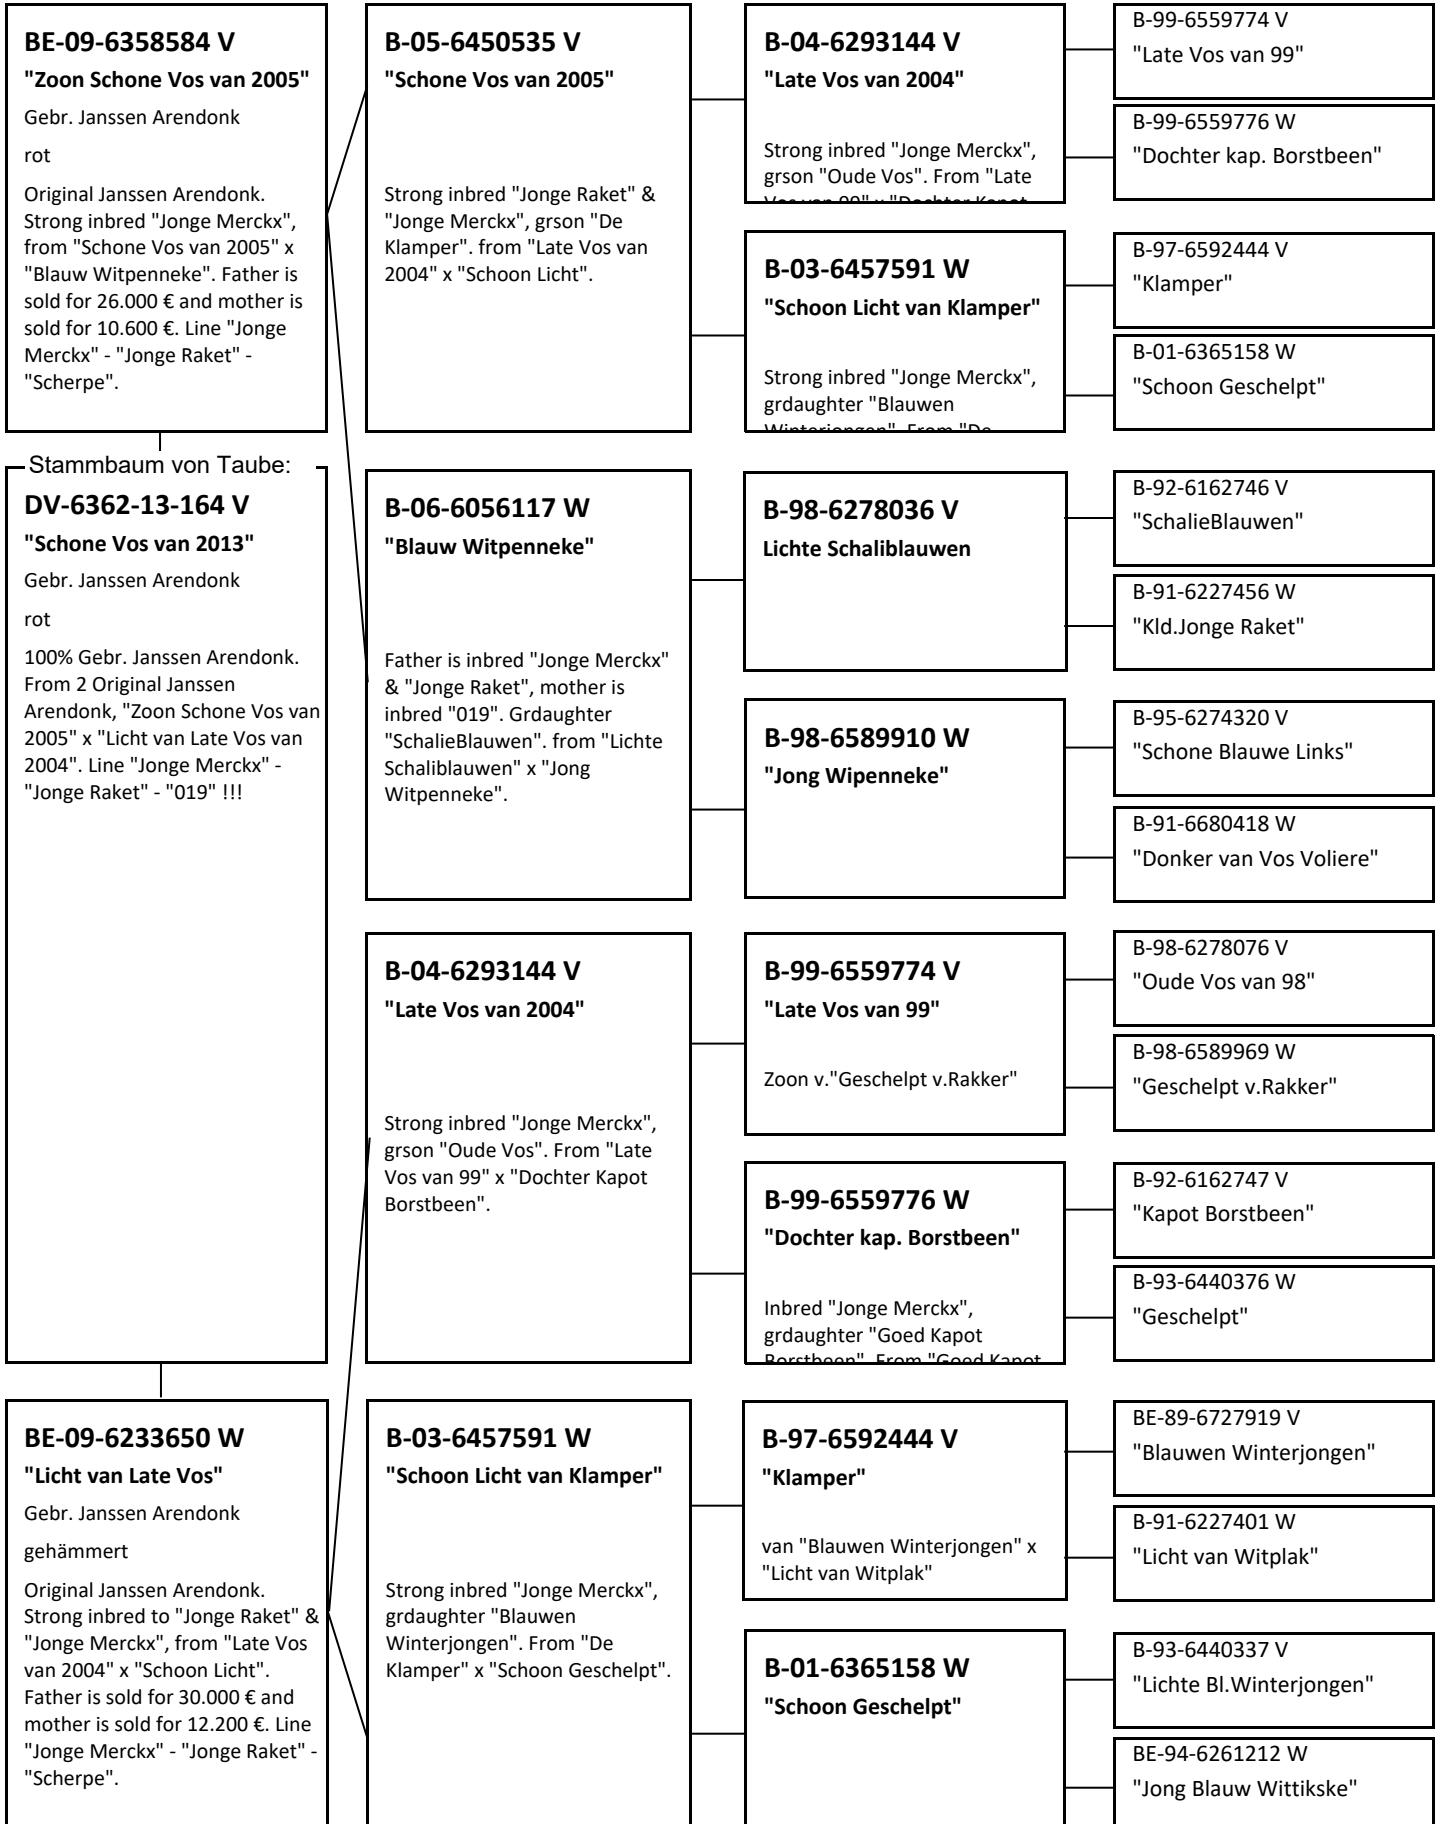 BE-09-6358584 V
"Zoon Schone Vos van 2005"
Gebr. Janssen Arendonk
rot
Original Janssen Arendonk.
Strong inbred "Jonge Merckx",
from "Schone Vos van 2005" x
"Blauw Witpenneke". Father is
sold for 26.000 € and mother is
sold for 10.600 €. Line "Jonge
Merckx" - "Jonge Raket" -
"Scherpe".
Stammbaum von Taube:
DV-6362-13-164 V
"Schone Vos van 2013"
Gebr. Janssen Arendonk
rot
100% Gebr. Janssen Arendonk.
From 2 Original Janssen
Arendonk, "Zoon Schone Vos van
2005" x "Licht van Late Vos van
2004". Line "Jonge Merckx" -
"Jonge Raket" - "019" !!!
BE-09-6233650 W
"Licht van Late Vos"
Gebr. Janssen Arendonk
gehämmert
Original Janssen Arendonk.
Strong inbred to "Jonge Raket" &
"Jonge Merckx", from "Late Vos
van 2004" x "Schoon Licht".
Father is sold for 30.000 € and
mother is sold for 12.200 €. Line
"Jonge Merckx" - "Jonge Raket" -
"Scherpe".
B-05-6450535 V
"Schone Vos van 2005"
Strong inbred "Jonge Raket" &
"Jonge Merckx", grson "De
Klamper". from "Late Vos van
2004" x "Schoon Licht".
B-06-6056117 W
"Blauw Witpenneke"
Father is inbred "Jonge Merckx"
& "Jonge Raket", mother is
inbred "019". Grdaughter
"SchalieBlauwen". from "Lichte
Schaliblauwen" x "Jong
Witpenneke".
B-04-6293144 V
"Late Vos van 2004"
Strong inbred "Jonge Merckx",
grson "Oude Vos". From "Late
Vos van 99" x "Dochter Kapot
Borstbeen".
B-03-6457591 W
"Schoon Licht van Klamper"
Strong inbred "Jonge Merckx",
grdaughter "Blauwen
Winterjongen". From "De
Klamper" x "Schoon Geschelpt".
B-04-6293144 V
"Late Vos van 2004"
Strong inbred "Jonge Merckx",
grson "Oude Vos". From "Late
Vos van 99" x "Dochter Kapot
B-03-6457591 W
"Schoon Licht van Klamper"
Strong inbred "Jonge Merckx",
grdaughter "Blauwen
Winterjongen". From "De
B-98-6278036 V
Lichte Schaliblauwen
B-98-6589910 W
"Jong Wipenneke"
B-99-6559774 V
"Late Vos van 99"
Zoon v."Geschelpt v.Rakker"
B-99-6559776 W
"Dochter kap. Borstbeen"
Inbred "Jonge Merckx",
grdaughter "Goed Kapot
Borstbeen". From "Goed Kapot
B-97-6592444 V
"Klamper"
van "Blauwen Winterjongen" x
"Licht van Witplak"
B-01-6365158 W
"Schoon Geschelpt"
B-99-6559774 V
"Late Vos van 99"
B-99-6559776 W
"Dochter kap. Borstbeen"
B-97-6592444 V
"Klamper"
B-01-6365158 W
"Schoon Geschelpt"
B-92-6162746 V
"SchalieBlauwen"
B-91-6227456 W
"Kld.Jonge Raket"
B-95-6274320 V
"Schone Blauwe Links"
B-91-6680418 W
"Donker van Vos Voliere"
B-98-6278076 V
"Oude Vos van 98"
B-98-6589969 W
"Geschelpt v.Rakker"
B-92-6162747 V
"Kapot Borstbeen"
B-93-6440376 W
"Geschelpt"
BE-89-6727919 V
"Blauwen Winterjongen"
B-91-6227401 W
"Licht van Witplak"
B-93-6440337 V
"Lichte Bl.Winterjongen"
BE-94-6261212 W
"Jong Blauw Wittikske"